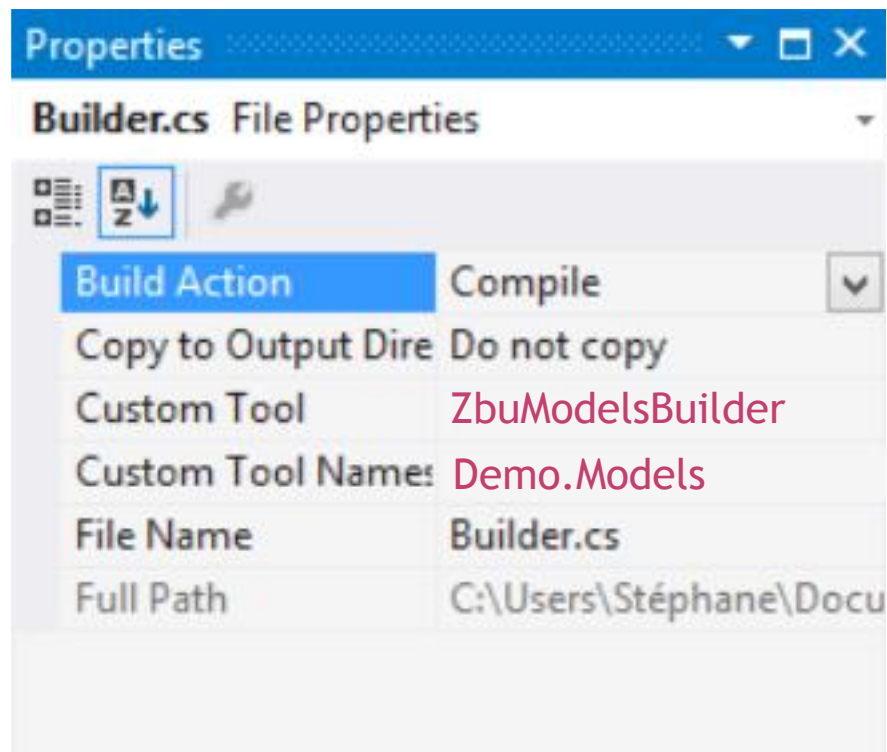 Properties
Builder.cs File Properties
Build Action Compile
Copy to Output Dire Do not copy
Custom Tool ZbuModelsBuilder
Custom Tool Names Demo.Models
File Name Builder.cs
Full Path C:\Users\Stéphane\Docu